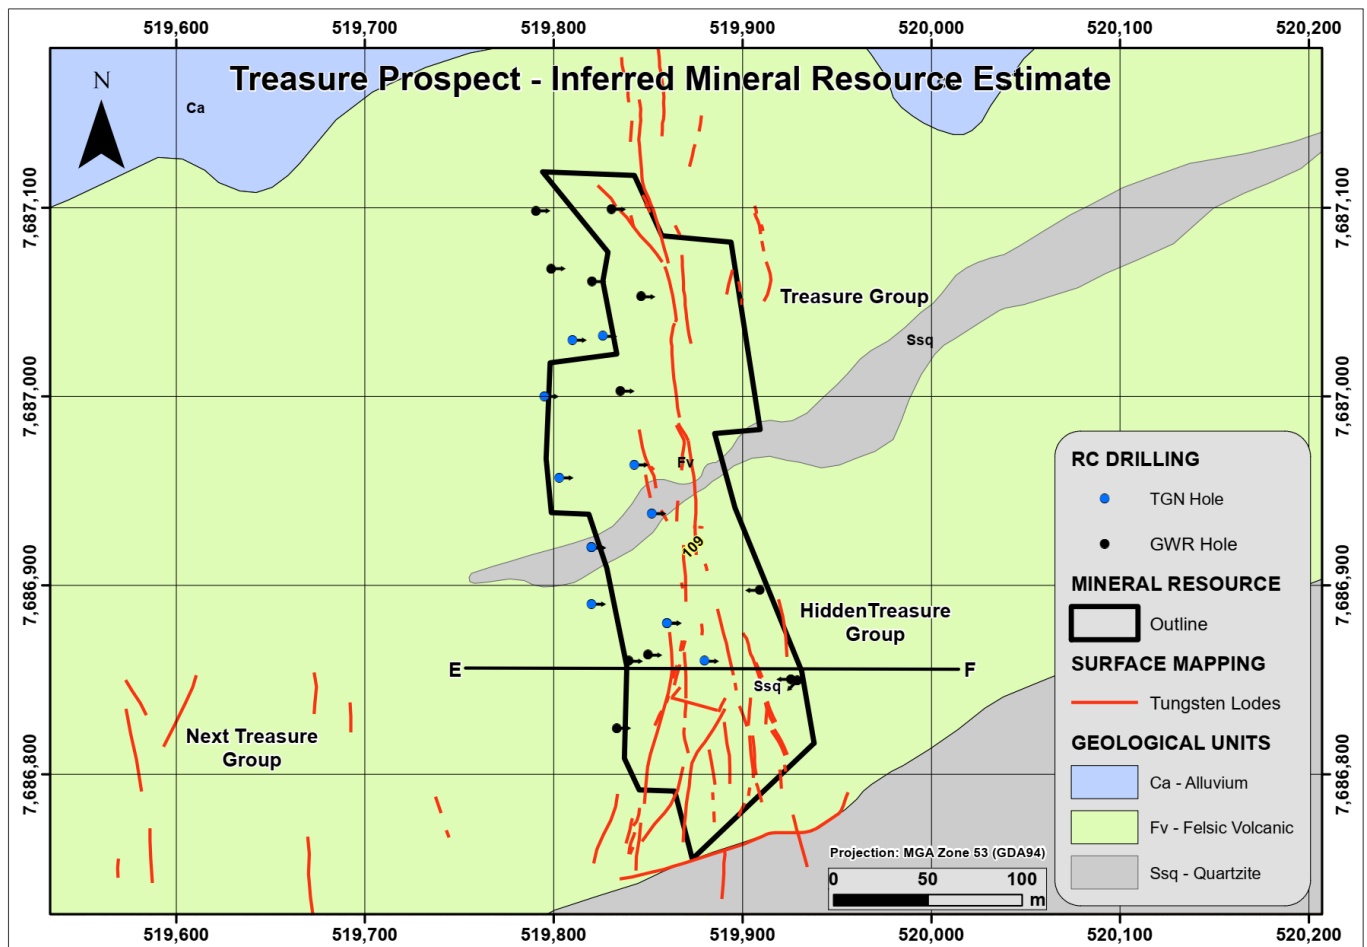 519,600 519,700 519,800 519,900 520,000 520,100 520,200
Treasure Prospect - Inferred Mineral Resource Estimate
N
Ca
7,687,100
7,687,100
Treasure Group
Ssq
7,687,000
7,687,000
Fv
109
7,686,900
7,686,900
HiddenTreasure
Group
E
F
Ssq
Next Treasure
Group
7,686,800
7,686,800
RC DRILLING
TGN Hole
GWR Hole
MINERAL RESOURCE
Outline
SURFACE MAPPING
Tungsten Lodes
GEOLOGICAL UNITS
Ca - Alluvium
Fv - Felsic Volcanic
Ssq - Quartzite
Projection: MGA Zone 53 (GDA94)
0 50 100
m
519,600 519,700 519,800 519,900 520,000 520,100 520,200